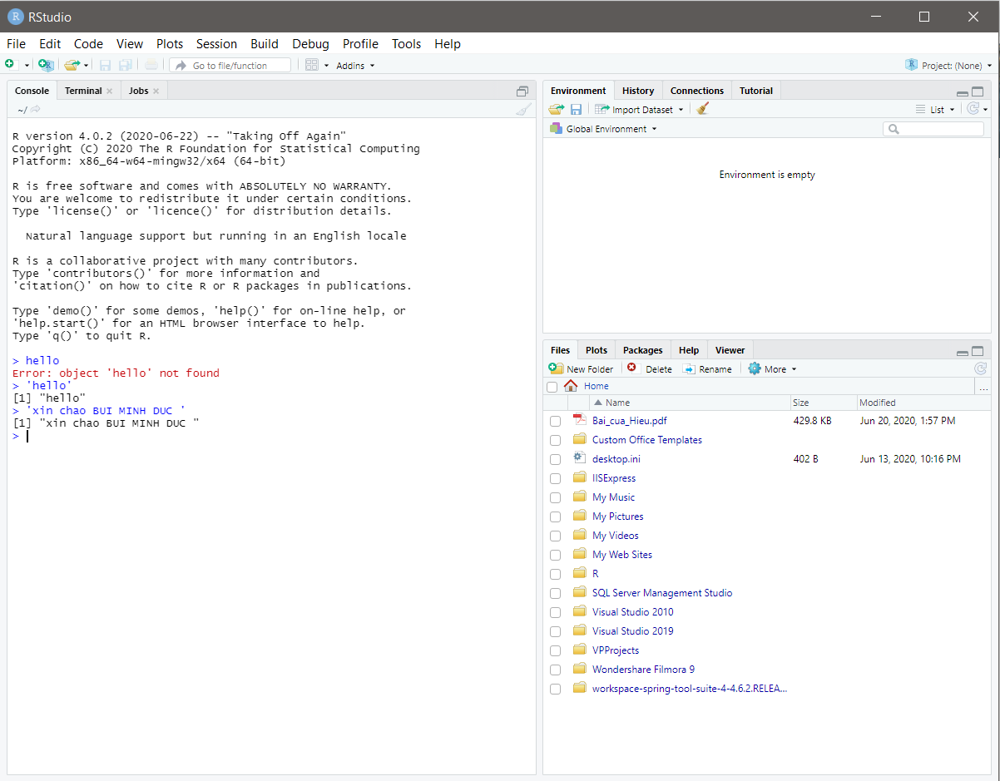 RStudio
File Edit Code View Plots Session Build Debug Profile Tools Help
Go to file/function Addins Project: (None)
Console Terminal Jobs
~/
R version 4.0.2 (2020-06-22) -- "Taking Off Again"
Copyright (C) 2020 The R Foundation for Statistical Computing
Platform: x86_64-w64-mingw32/x64 (64-bit)
R is free software and comes with ABSOLUTELY NO WARRANTY.
You are welcome to redistribute it under certain conditions.
Type 'license()' or 'licence()' for distribution details.
Natural language support but running in an English locale
R is a collaborative project with many contributors.
Type 'contributors()' for more information and
'citation()' on how to cite R or R packages in publications.
Type 'demo()' for some demos, 'help()' for on-line help, or
'help.start()' for an HTML browser interface to help.
Type 'q()' to quit R.
> hello
Error: object 'hello' not found
> 'hello'
[1] "hello"
> 'xin chao BUI MINH DUC '
[1] "xin chao BUI MINH DUC "
>
Environment History Connections Tutorial
Import Dataset List
Global Environment
Environment is empty
Files Plots Packages Help Viewer
New Folder Delete Rename More
Home ...
Name Size Modified
Bai_cua_Hieu.pdf 429.8 KB Jun 20, 2020, 1:57 PM
Custom Office Templates
desktop.ini 402 B Jun 13, 2020, 10:16 PM
IISExpress
My Music
My Pictures
My Videos
My Web Sites
R
SQL Server Management Studio
Visual Studio 2010
Visual Studio 2019
VPProjects
Wondershare Filmora 9
workspace-spring-tool-suite-4-4.6.2.RELEA...